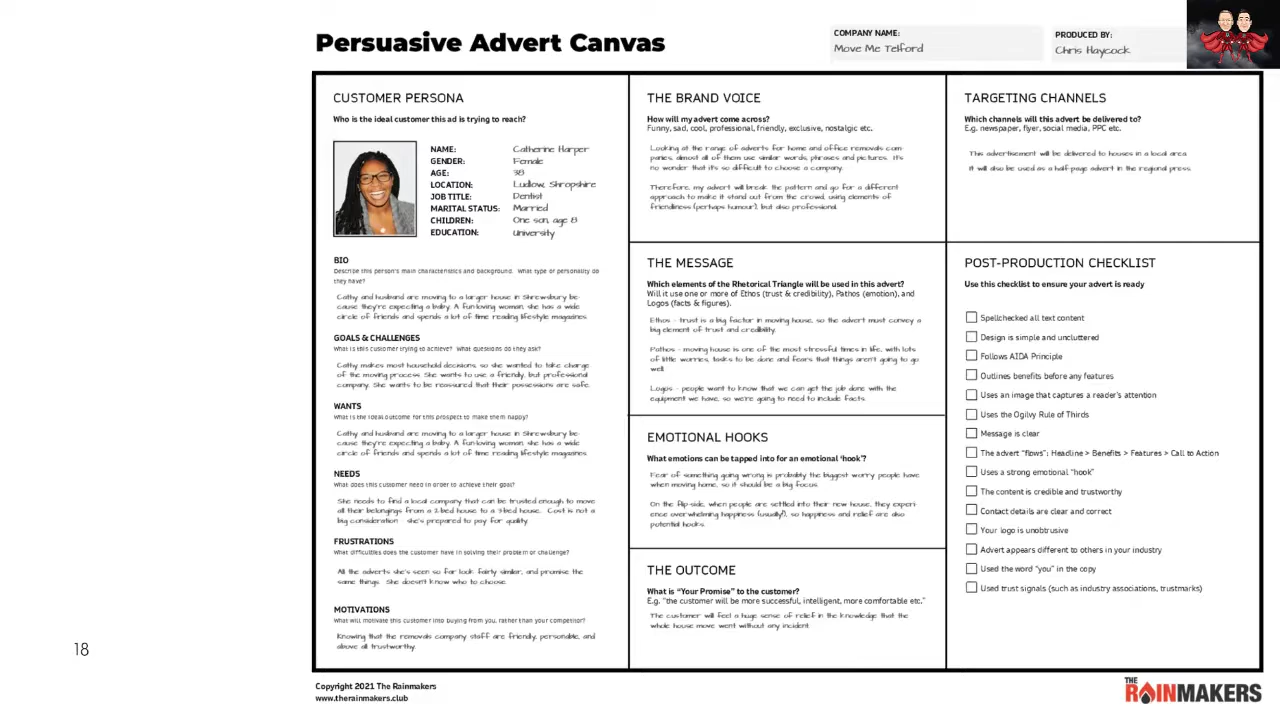 Persuasive Advert Canvas
COMPANY NAME:
Move Me Telford
PRODUCED BY:
Chris Haycock
CUSTOMER PERSONA
Who is the ideal customer this ad is trying to reach?
NAME: Catherine Harper
GENDER: Female
AGE: 38
LOCATION: Ludlow, Shropshire
JOB TITLE: Dentist
MARITAL STATUS: Married
CHILDREN: One son, age 8
EDUCATION: University
BIO
Describe this person's main characteristics and background. What type of personality do
they have?
Cathy and husband are moving to a larger house in Shrewsbury be-
cause they're expecting a baby. A fun-loving woman, she has a wide
circle of friends and spends a lot of time reading lifestyle magazines.
GOALS & CHALLENGES
What is this customer trying to achieve? What questions do they ask?
Cathy makes most household decisions, so she wanted to take charge
of the moving process. She wants to use a friendly, but professional
company. She wants to be reassured that their possessions are safe.
WANTS
What is the ideal outcome for this prospect to make them happy?
Cathy and husband are moving to a larger house in Shrewsbury be-
cause they're expecting a baby. A fun-loving woman, she has a wide
circle of friends and spends a lot of time reading lifestyle magazines.
NEEDS
What does this customer need in order to achieve their goal?
She needs to find a local company that can be trusted enough to move
all their belongings from a 2-bed house to a 3-bed house. Cost is not a
big consideration - she's prepared to pay for quality.
FRUSTRATIONS
What difficulties does the customer have in solving their problem or challenge?
All the adverts she's seen so far look fairly similar, and promise the
same things. She doesn't know who to choose.
MOTIVATIONS
What will motivate this customer into buying from you, rather than your competitor?
Knowing that the removals company staff are friendly, personable, and
above all trustworthy.
THE BRAND VOICE
How will my advert come across?
Funny, sad, cool, professional, friendly, exclusive, nostalgic etc.
Looking at the range of adverts for home and office removals com-
panies, almost all of them use similar words, phrases and pictures. It's
no wonder that it's so difficult to choose a company.
Therefore, my advert will break the pattern and go for a different
approach to make it stand out from the crowd, using elements of
friendliness (perhaps humour), but also professional.
THE MESSAGE
Which elements of the Rhetorical Triangle will be used in this advert?
Will it use one or more of Ethos (trust & credibility), Pathos (emotion), and
Logos (facts & figures).
Ethos - trust is a big factor in moving house, so the advert must convey a
big element of trust and credibility.
Pathos - moving house is one of the most stressful times in life, with lots
of little worries, tasks to be done and fears that things aren't going to go
well.
Logos - people want to know that we can get the job done with the
equipment we have, so we're going to need to include facts.
EMOTIONAL HOOKS
What emotions can be tapped into for an emotional 'hook'?
Fear of something going wrong is probably the biggest worry people have
when moving home, so it should be a big focus.
On the flip-side, when people are settled into their new house, they experi-
ence overwhelming happiness (usually!), so happiness and relief are also
potential hooks.
THE OUTCOME
What is "Your Promise" to the customer?
E.g. "the customer will be more successful, intelligent, more comfortable etc."
The customer will feel a huge sense of relief in the knowledge that the
whole house move went without any incident.
TARGETING CHANNELS
Which channels will this advert be delivered to?
E.g. newspaper, flyer, social media, PPC etc.
This advertisement will be delivered to houses in a local area.
It will also be used as a half-page advert in the regional press.
POST-PRODUCTION CHECKLIST
Use this checklist to ensure your advert is ready
Spellchecked all text content
Design is simple and uncluttered
Follows AIDA Principle
Outlines benefits before any features
Uses an image that captures a reader's attention
Uses the Ogilvy Rule of Thirds
Message is clear
The advert "flows": Headline > Benefits > Features > Call to Action
Uses a strong emotional "hook"
The content is credible and trustworthy
Contact details are clear and correct
Your logo is unobtrusive
Advert appears different to others in your industry
Used the word "you" in the copy
Used trust signals (such as industry associations, trustmarks)
18
Copyright 2021 The Rainmakers
www.therainmakers.club
THE RAINMAKERS